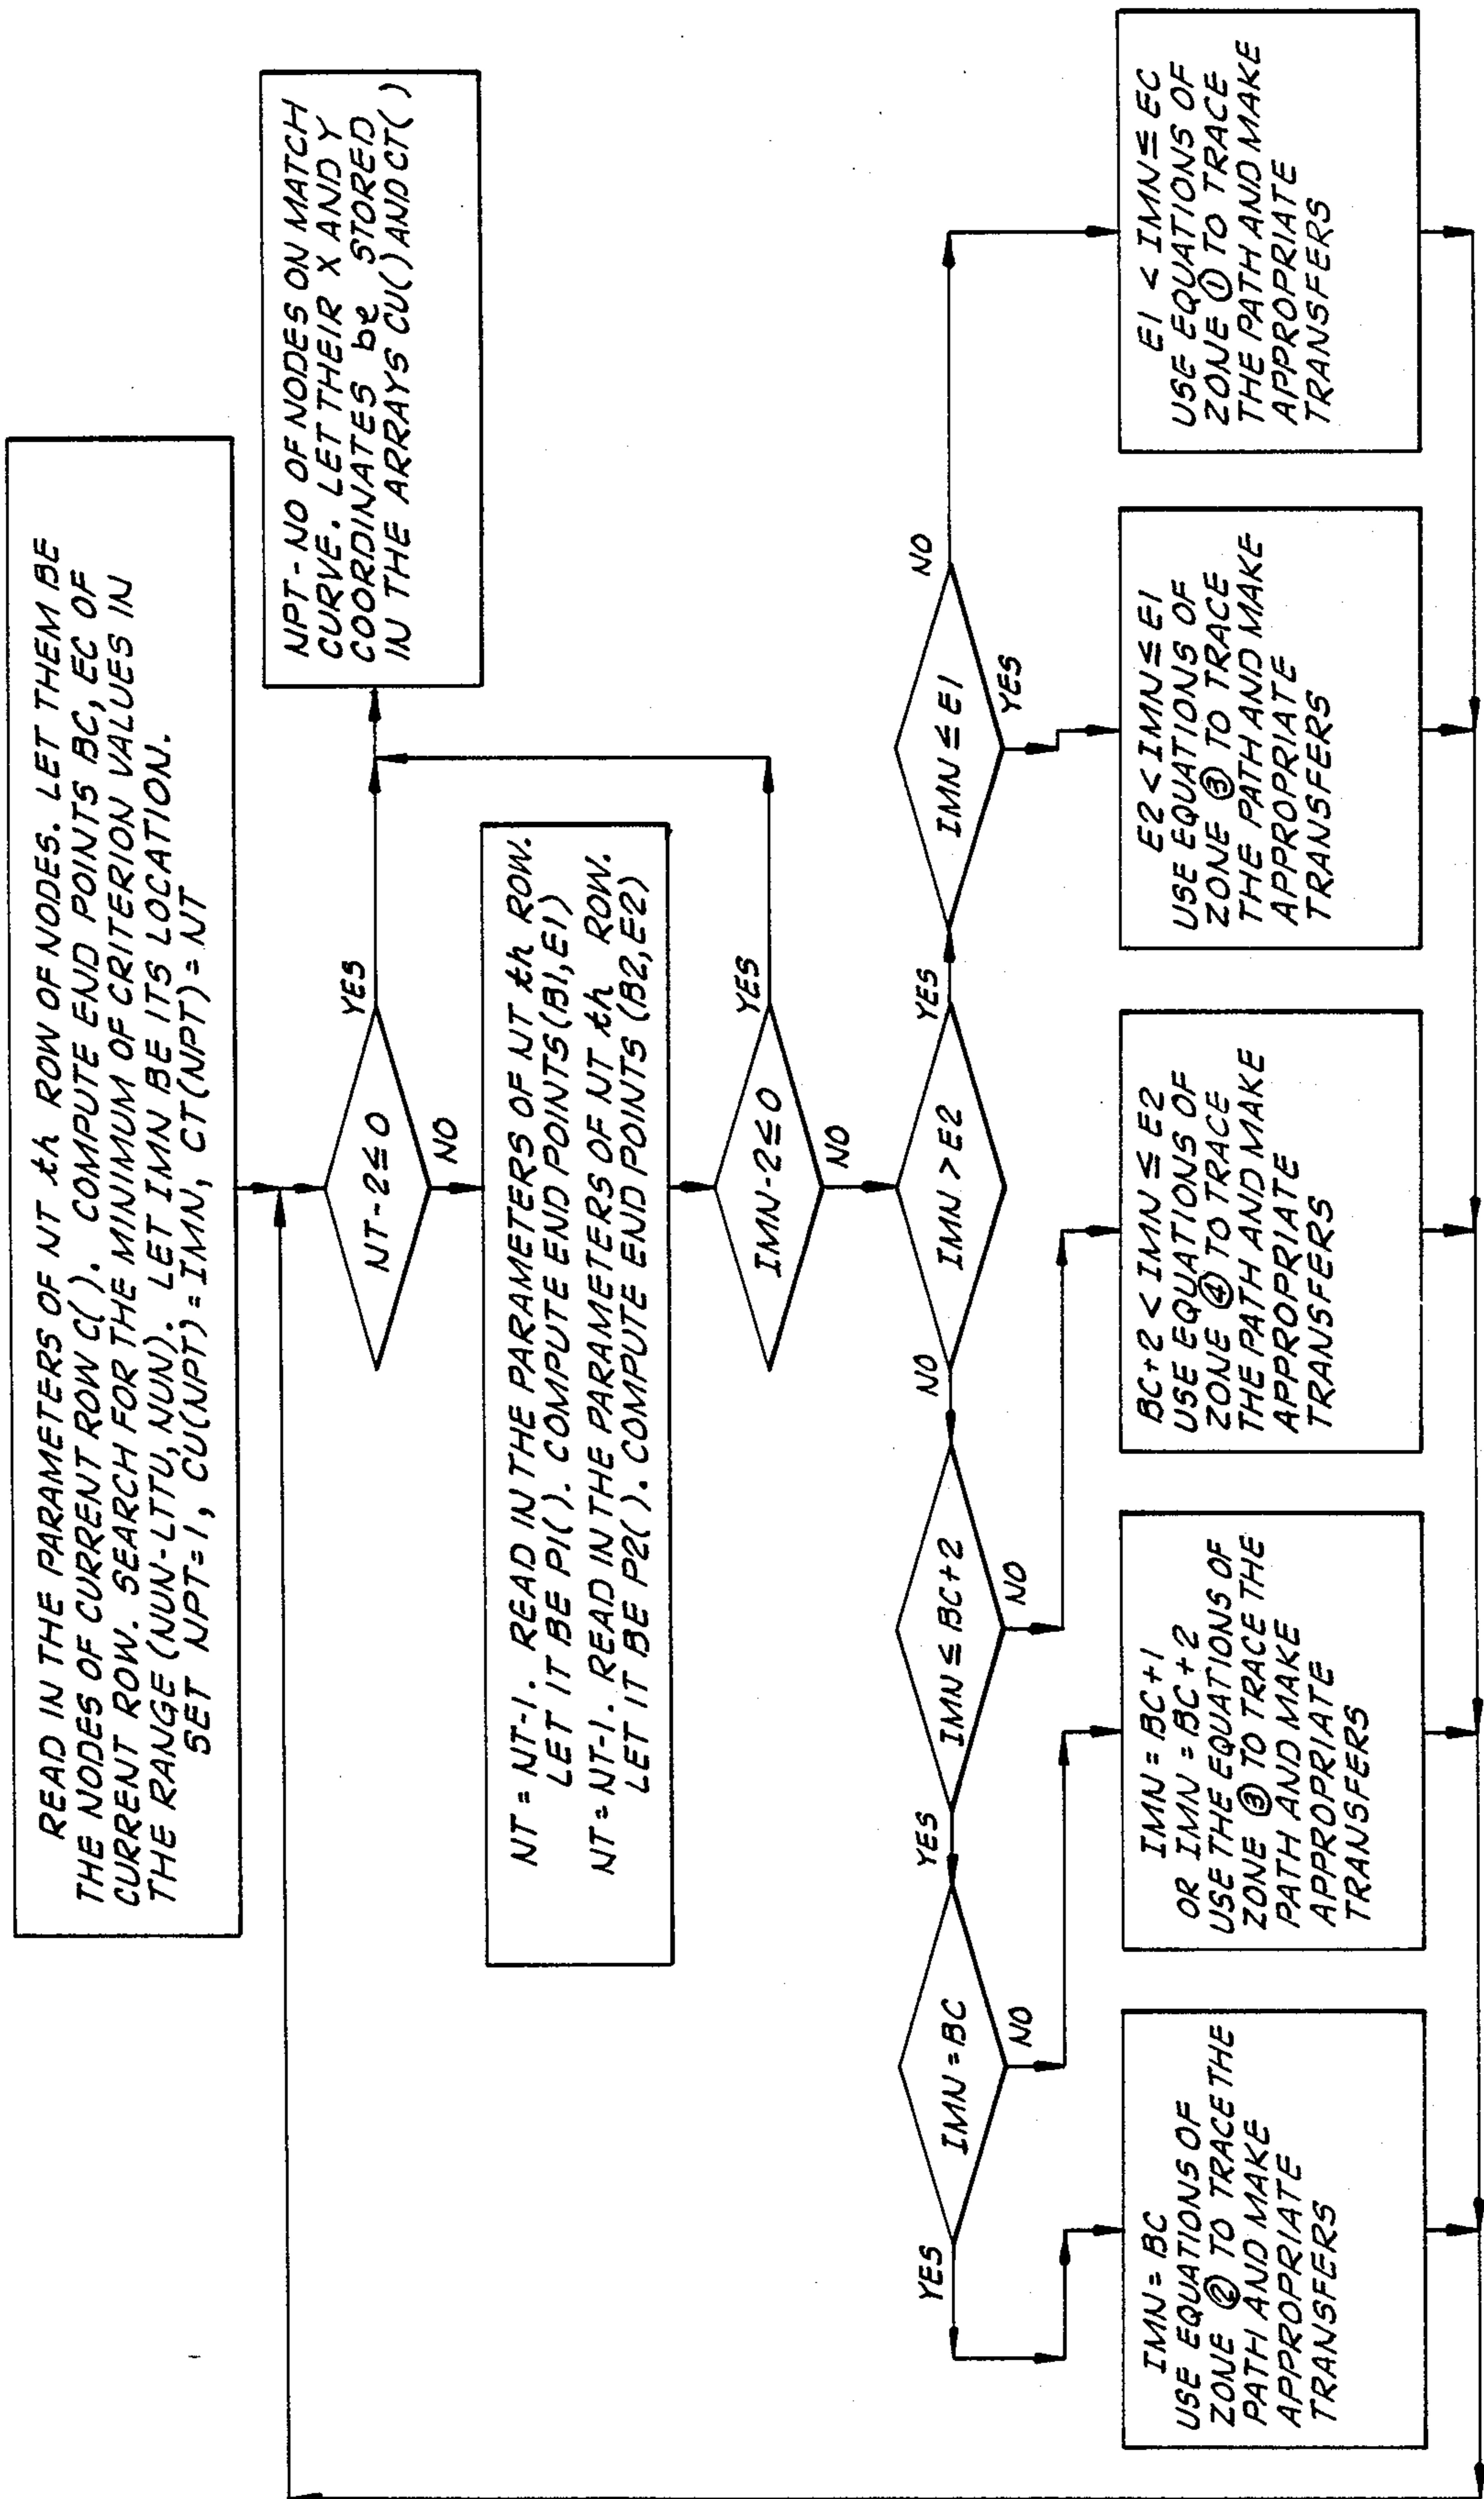 READ IN THE PARAMETERS OF NT th ROW OF NODES. LET THEM BE
THE NODES OF CURRENT ROW C(). COMPUTE END POINTS BC, EC OF
CURRENT ROW. SEARCH FOR THE MINIMUM OF CRITERION VALUES IN
THE RANGE (NUN-LTTU, NUN). LET IMN BE ITS LOCATION.
SET NPT=1, CU(NPT)=IMN, CT(NPT)=NT
NT-2≤0
YES
NO
NPT-NO OF NODES ON MATCH
CURVE. LET THEIR X AND Y
COORDINATES be STORED
IN THE ARRAYS CU() AND CT()
NT=NT-1. READ IN THE PARAMETERS OF NT th ROW.
LET IT BE P1(). COMPUTE END POINTS (B1,E1)
NT=NT-1. READ IN THE PARAMETERS OF NT th ROW.
LET IT BE P2(). COMPUTE END POINTS (B2,E2)
IMN-2≤0
YES
NO
IMN>E2
NO
YES
IMN≤BC+2
YES
NO
IMN≤E1
NO
YES
IMN=BC
YES
NO
IMN=BC
USE EQUATIONS OF
ZONE ② TO TRACE THE
PATH AND MAKE
APPROPRIATE
TRANSFERS
IMN=BC+1
OR IMN=BC+2
USE THE EQUATIONS OF
ZONE ③ TO TRACE THE
PATH AND MAKE
APPROPRIATE
TRANSFERS
BC+2<IMN≤E2
USE EQUATIONS OF
ZONE ④ TO TRACE
THE PATH AND MAKE
APPROPRIATE
TRANSFERS
E2<IMN≤E1
USE EQUATIONS OF
ZONE ③ TO TRACE
THE PATH AND MAKE
APPROPRIATE
TRANSFERS
E1<IMN≤EC
USE EQUATIONS OF
ZONE ① TO TRACE
THE PATH AND MAKE
APPROPRIATE
TRANSFERS